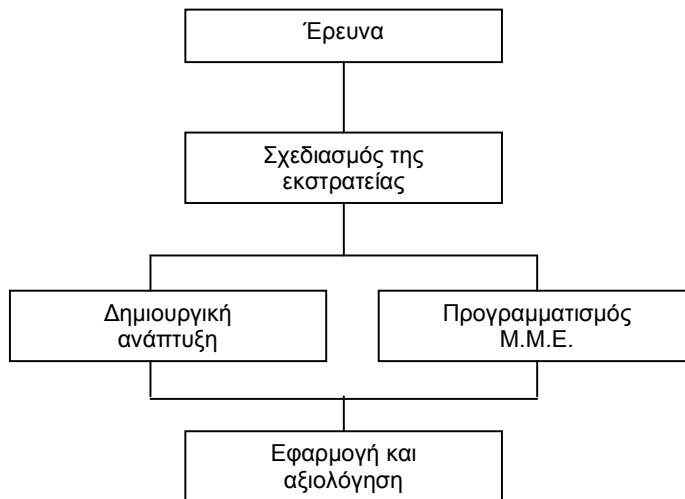 Έρευνα
Σχεδιασμός της
εκστρατείας
Δημιουργική
ανάπτυξη
Προγραμματισμός
Μ.Μ.Ε.
Εφαρμογή και
αξιολόγηση